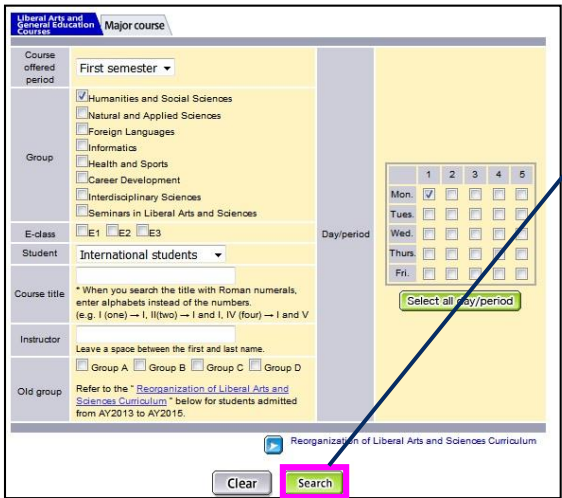 Liberal Arts and
General Education
Courses
Major course
Course
offered
period
First semester
Group
Humanities and Social Sciences
Natural and Applied Sciences
Foreign Languages
Informatics
Health and Sports
Career Development
Interdisciplinary Sciences
Seminars in Liberal Arts and Sciences
E-class
E1 E2 E3
Student
International students
Course title
* When you search the title with Roman numerals,
enter alphabets instead of the numbers.
(e.g. I (one) → I, II(two) → I and I, IV (four) → I and V
Instructor
Leave a space between the first and last name.
Old group
Group A Group B Group C Group D
Refer to the " Reorganization of Liberal Arts and
Sciences Curriculum " below for students admitted
from AY2013 to AY2015.
Day/period
1 2 3 4 5
Mon.
Tues.
Wed.
Thurs.
Fri.
Select all day/period
Reorganization of Liberal Arts and Sciences Curriculum
Clear Search